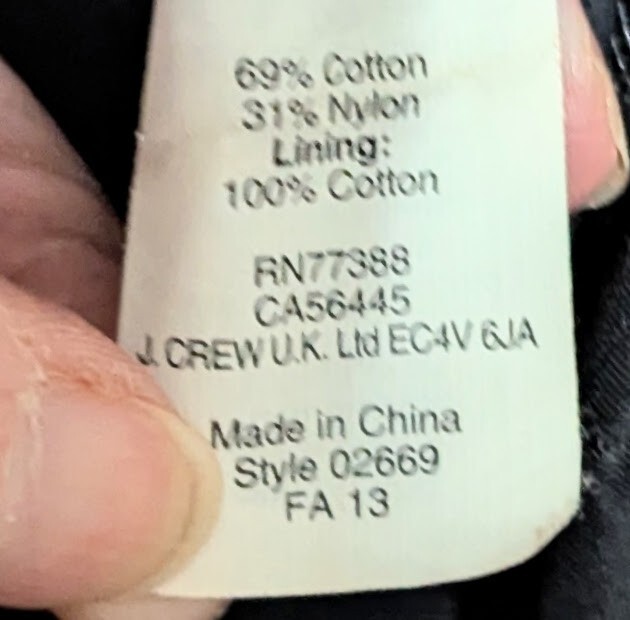 69% Cotton
31% Nylon
Lining:
100% Cotton
RN77388
CA56445
J. CREW U.K. Ltd EC4V 6JA
Made in China
Style 02669
FA 13